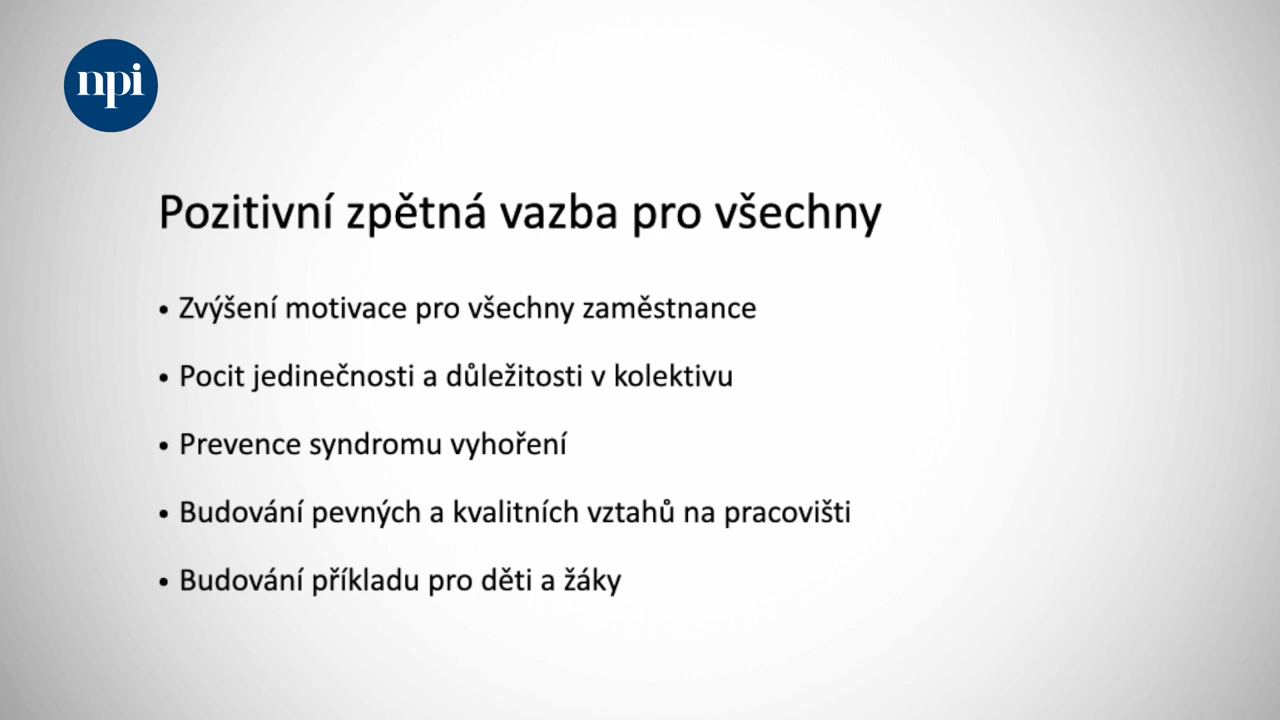 npi
Pozitivní zpětná vazba pro všechny
• Zvýšení motivace pro všechny zaměstnance
• Pocit jedinečnosti a důležitosti v kolektivu
• Prevence syndromu vyhoření
• Budování pevných a kvalitních vztahů na pracovišti
• Budování příkladu pro děti a žáky